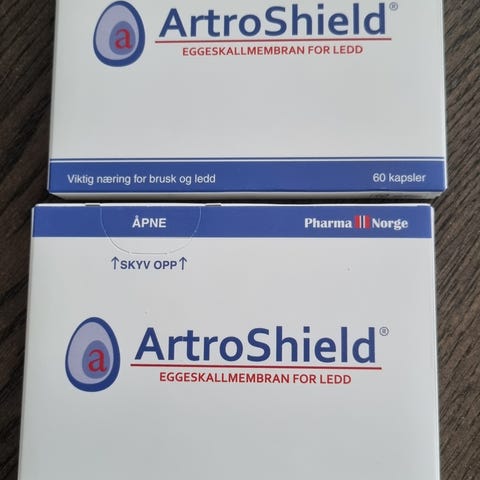 a ArtroShield®
EGGESKALLMEMBRAN FOR LEDD
Viktig næring for brusk og ledd 60 kapsler
ÅPNE Pharma Norge
↑SKYV OPP↑
a ArtroShield®
EGGESKALLMEMBRAN FOR LEDD